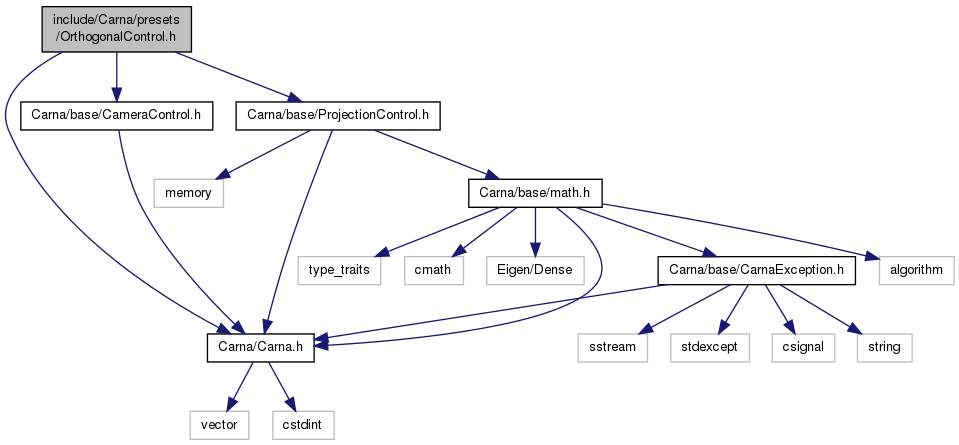 include/Carna/presets
/OrthogonalControl.h
Carna/base/CameraControl.h
Carna/base/ProjectionControl.h
memory
Carna/base/math.h
type_traits
cmath
Eigen/Dense
Carna/base/CarnaException.h
algorithm
Carna/Carna.h
sstream
stdexcept
csignal
string
vector
cstdint